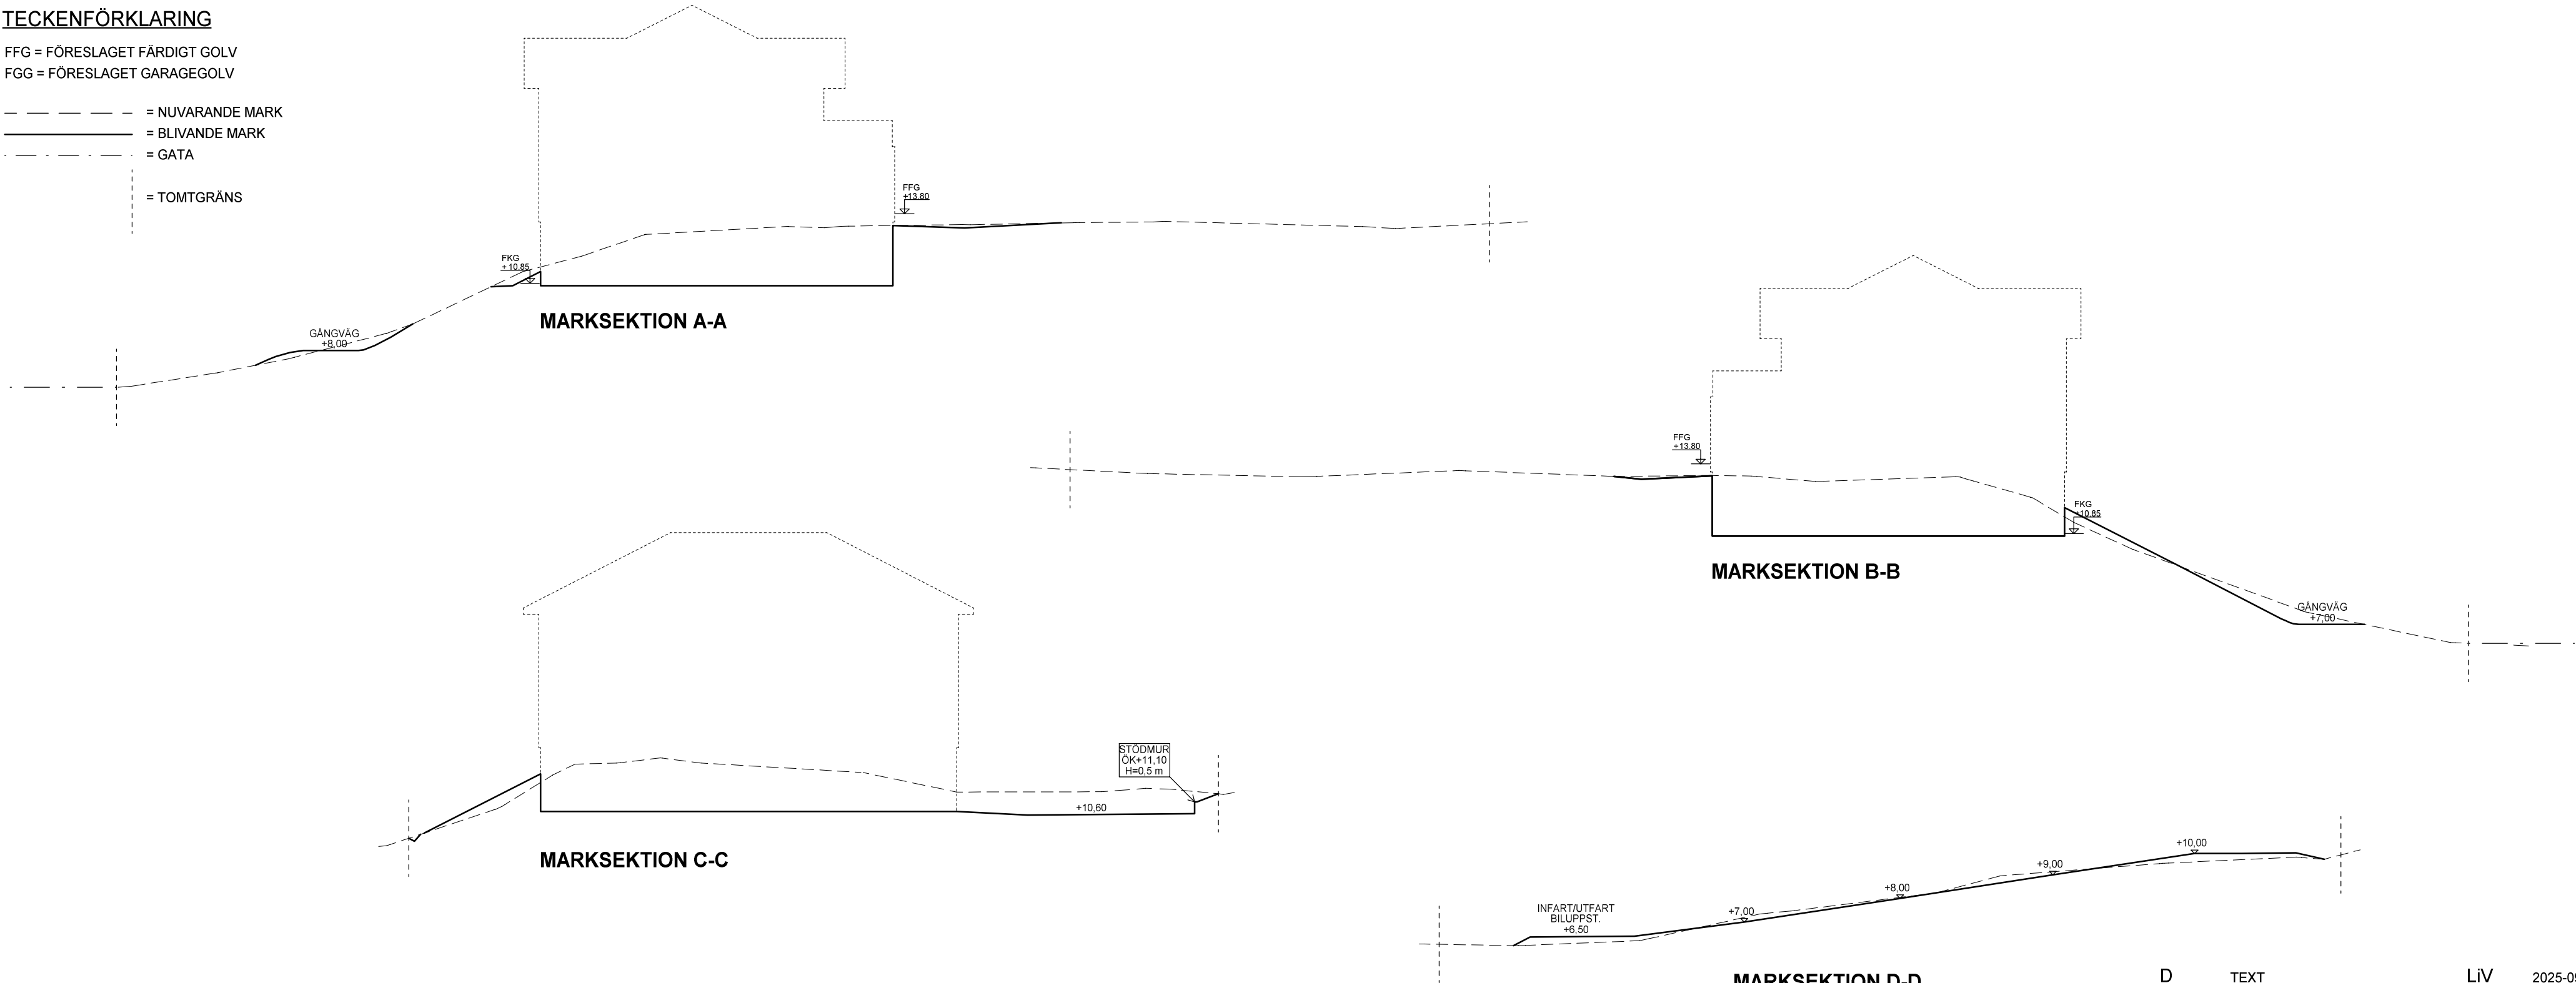 TECKENFÖRKLARING
FFG = FÖRESLAGET FÄRDIGT GOLV
FGG = FÖRESLAGET GARAGEGOLV
= NUVARANDE MARK
= BLIVANDE MARK
= GATA
= TOMTGRÄNS
FFG
+13.80
FKG
+10.85
MARKSEKTION A-A
GÅNGVÄG
+8,00
FFG
+13.80
FKG
+10.85
MARKSEKTION B-B
GÅNGVÄG
+7,00
STÖDMUR
ÖK+11,10
H=0,5 m
+10,60
MARKSEKTION C-C
+10,00
+9,00
+8,00
+7,00
INFART/UTFART
BILUPPST.
+6,50
MARKSEKTION D-D
D TEXT LiV 2025-09